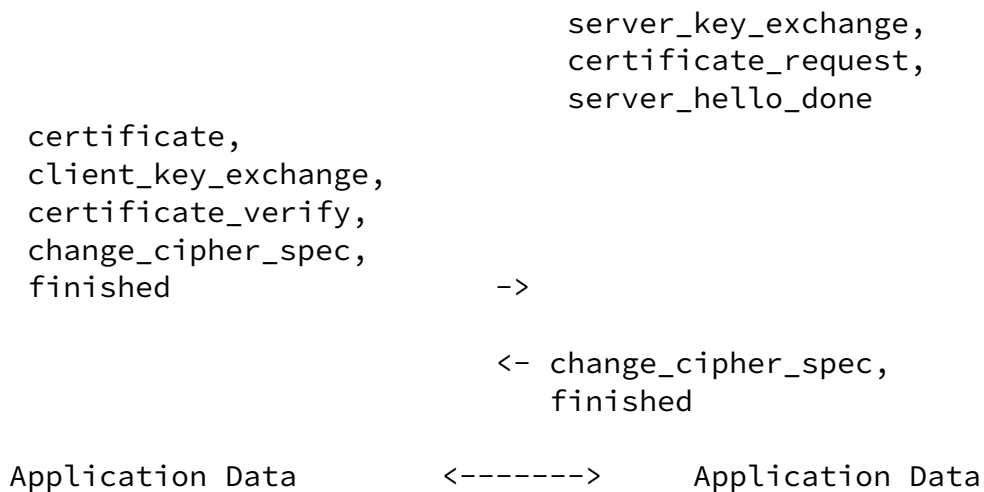 server_key_exchange,
certificate_request,
server_hello_done
certificate,
client_key_exchange,
certificate_verify,
change_cipher_spec,
finished ->
<- change_cipher_spec,
finished
Application Data <-------> Application Data